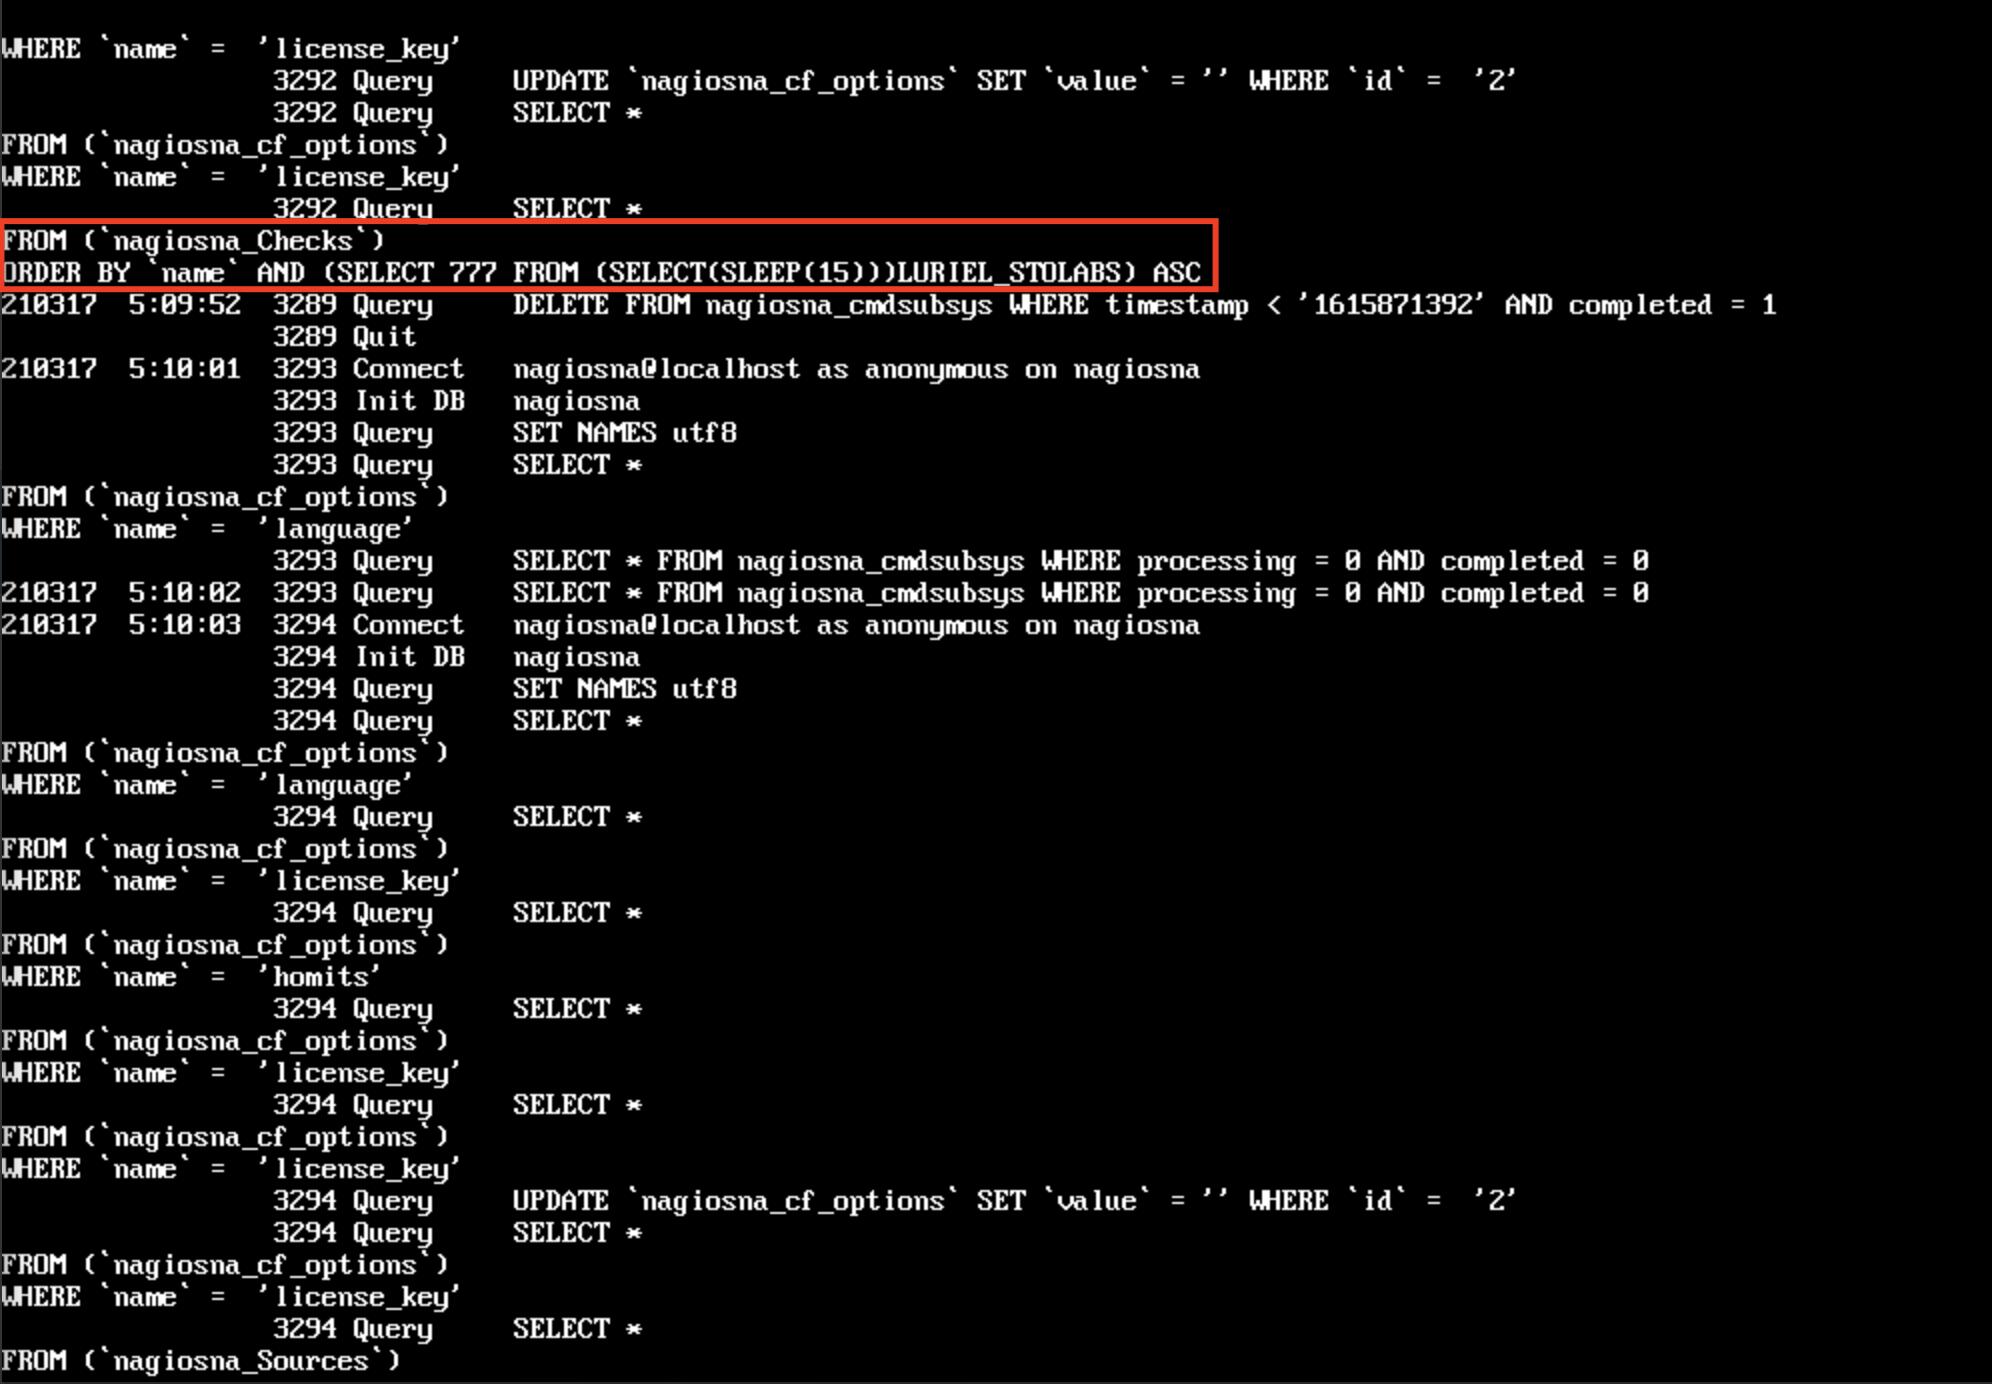 WHERE `name` =  'license_key'
                 3292 Query     UPDATE `nagiosna_cf_options` SET `value` = '' WHERE `id` =  '2'
                 3292 Query     SELECT *
FROM (`nagiosna_cf_options`)
WHERE `name` =  'license_key'
                 3292 Query     SELECT *
FROM (`nagiosna_Checks`)
ORDER BY `name` AND (SELECT 777 FROM (SELECT(SLEEP(15)))LURIEL_STOLABS) ASC
210317  5:09:52  3289 Query     DELETE FROM nagiosna_cmdsubsys WHERE timestamp < '1615871392' AND completed = 1
                 3289 Quit
210317  5:10:01  3293 Connect   nagiosna@localhost as anonymous on nagiosna
                 3293 Init DB   nagiosna
                 3293 Query     SET NAMES utf8
                 3293 Query     SELECT *
FROM (`nagiosna_cf_options`)
WHERE `name` =  'language'
                 3293 Query     SELECT * FROM nagiosna_cmdsubsys WHERE processing = 0 AND completed = 0
210317  5:10:02  3293 Query     SELECT * FROM nagiosna_cmdsubsys WHERE processing = 0 AND completed = 0
210317  5:10:03  3294 Connect   nagiosna@localhost as anonymous on nagiosna
                 3294 Init DB   nagiosna
                 3294 Query     SET NAMES utf8
                 3294 Query     SELECT *
FROM (`nagiosna_cf_options`)
WHERE `name` =  'language'
                 3294 Query     SELECT *
FROM (`nagiosna_cf_options`)
WHERE `name` =  'license_key'
                 3294 Query     SELECT *
FROM (`nagiosna_cf_options`)
WHERE `name` =  'homits'
                 3294 Query     SELECT *
FROM (`nagiosna_cf_options`)
WHERE `name` =  'license_key'
                 3294 Query     SELECT *
FROM (`nagiosna_cf_options`)
WHERE `name` =  'license_key'
                 3294 Query     UPDATE `nagiosna_cf_options` SET `value` = '' WHERE `id` =  '2'
                 3294 Query     SELECT *
FROM (`nagiosna_cf_options`)
WHERE `name` =  'license_key'
                 3294 Query     SELECT *
FROM (`nagiosna_Sources`)